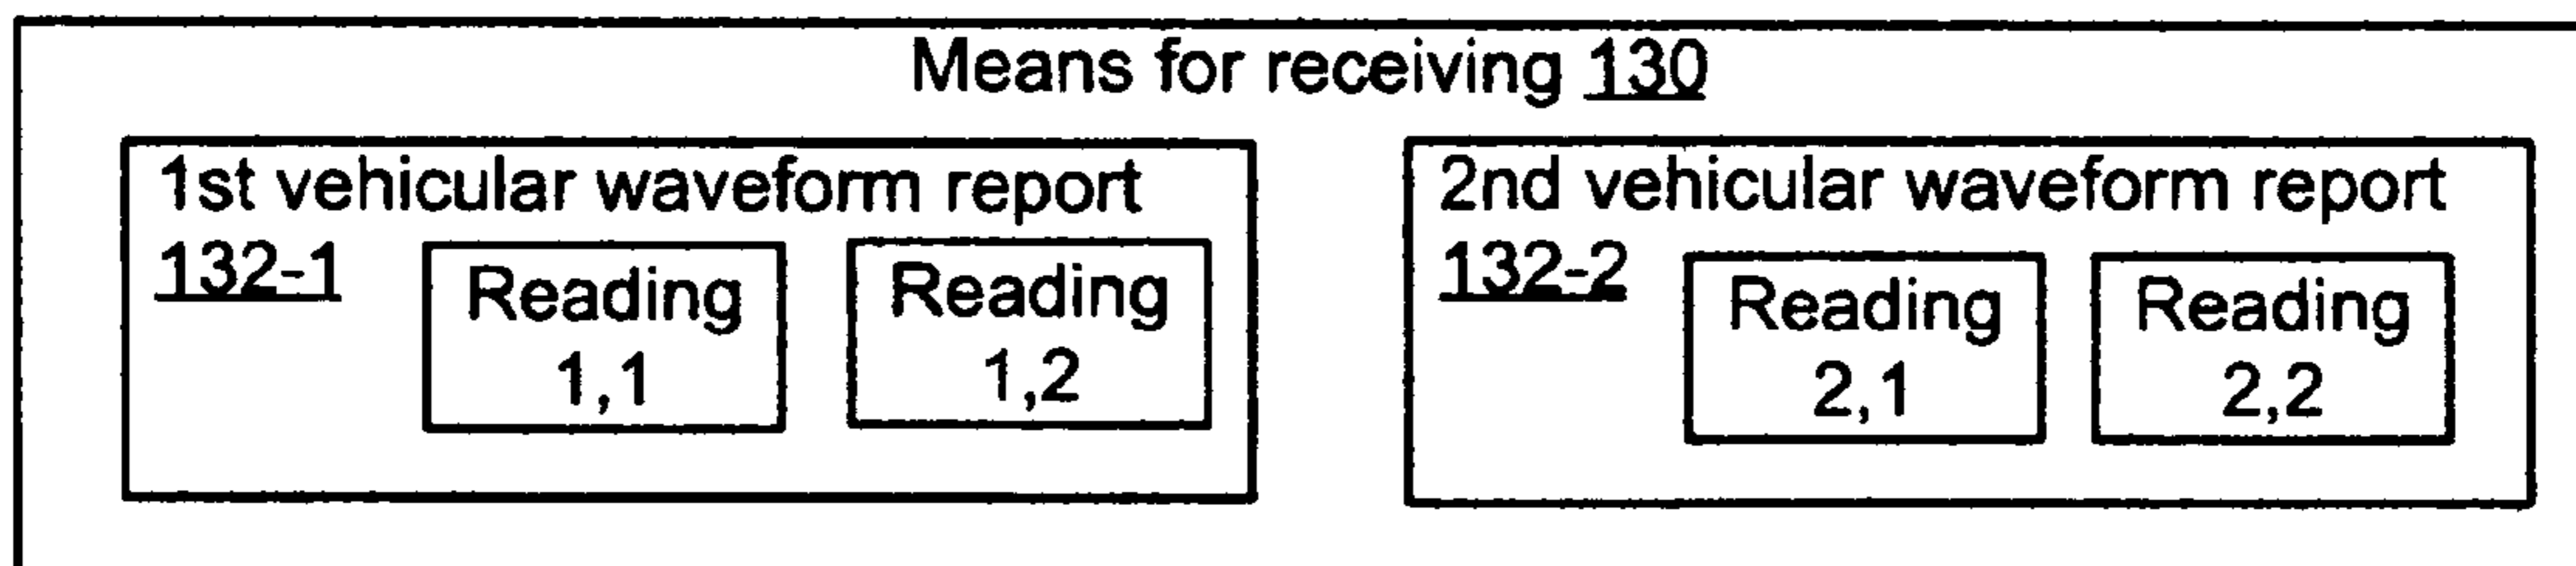 Means for receiving 130
1st vehicular waveform report
132-1
Reading
1,1
Reading
1,2
2nd vehicular waveform report
132-2
Reading
2,1
Reading
2,2